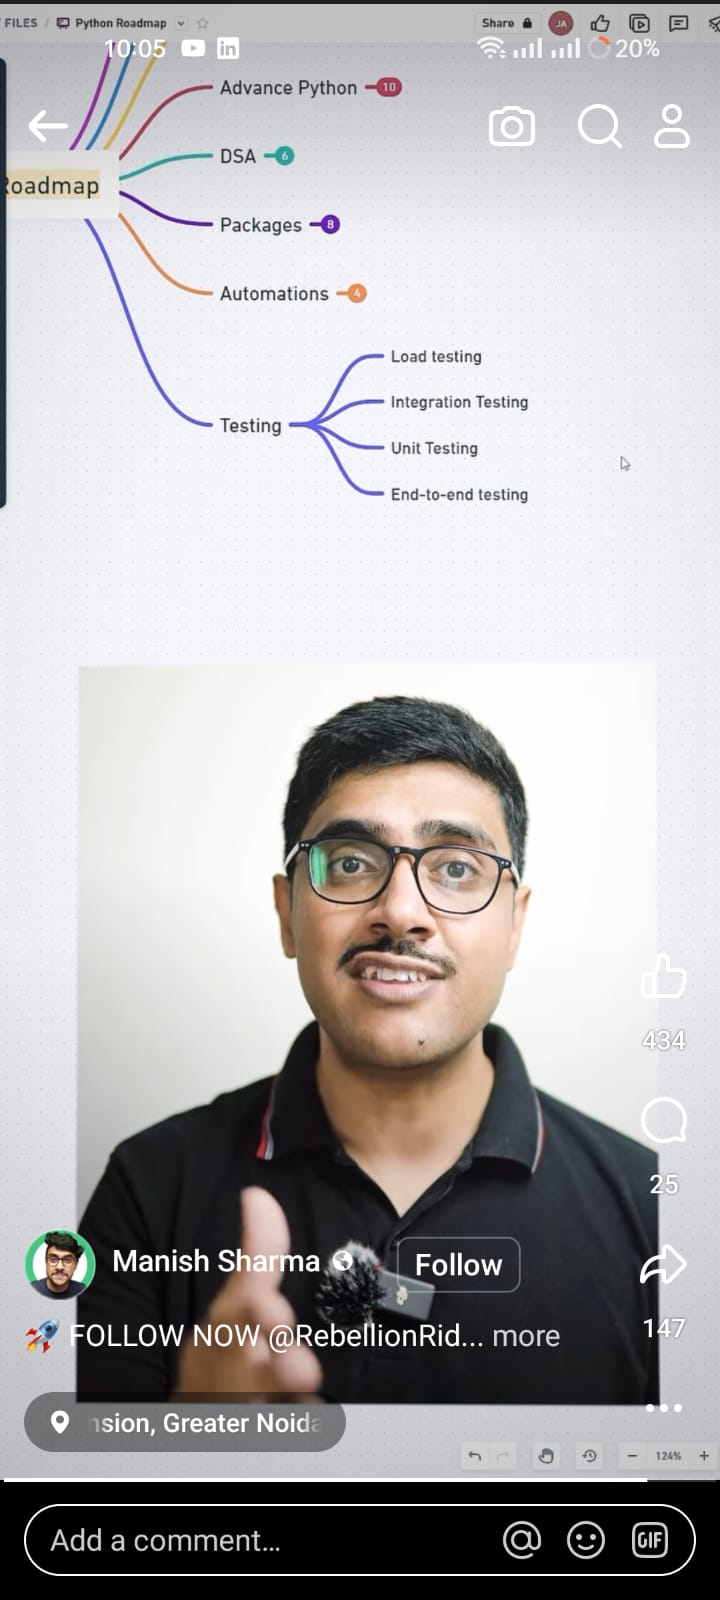 FILES / Python Roadmap
Share
JA
10:05
20%
Advance Python 10
DSA 6
Roadmap
Packages 8
Automations 4
Load testing
Integration Testing
Testing
Unit Testing
End-to-end testing
434
25
Manish Sharma
Follow
🚀 FOLLOW NOW @RebellionRid... more
147
nsion, Greater Noida
124%
Add a comment...
GIF